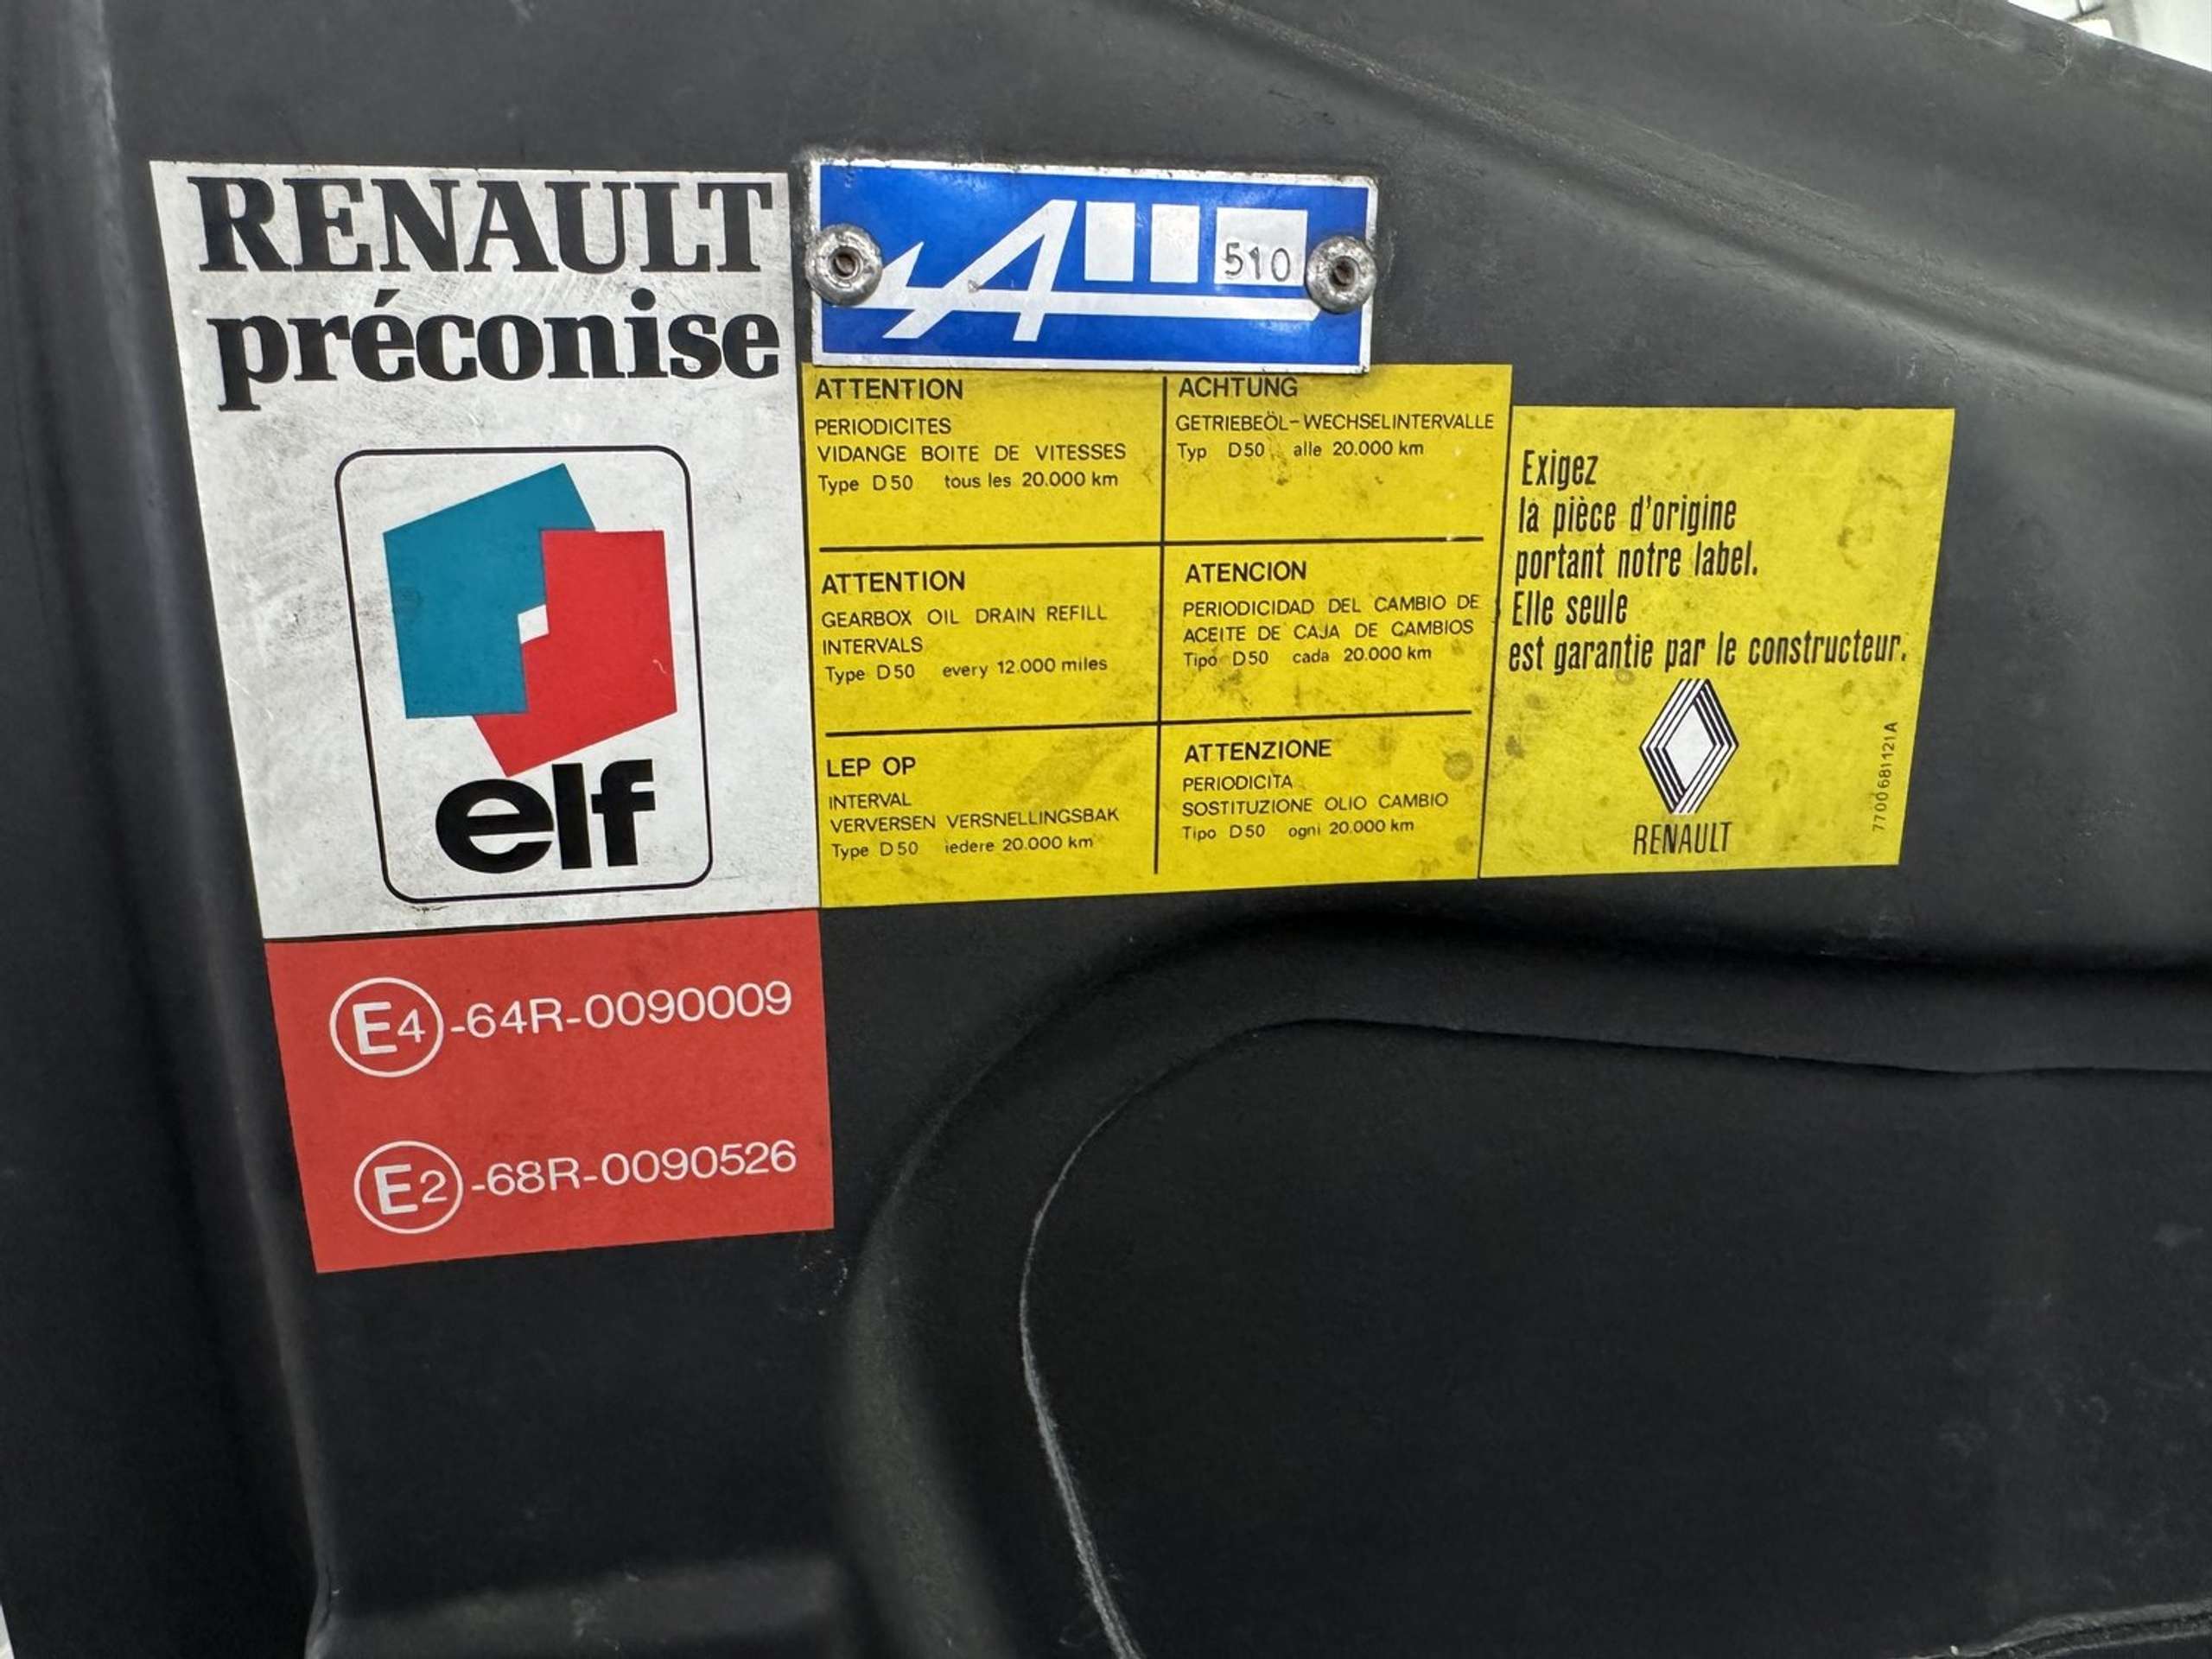 RENAULT
préconise
elf
510
ATTENTION
PERIODICITES
VIDANGE BOITE DE VITESSES
Type D50 tous les 20.000 km
ACHTUNG
GETRIEBEÖL-WECHSELINTERVALLE
Typ D50 alle 20.000 km
ATTENTION
GEARBOX OIL DRAIN REFILL
INTERVALS
Type D50 every 12.000 miles
ATENCION
PERIODICIDAD DEL CAMBIO DE
ACEITE DE CAJA DE CAMBIOS
Tipo D50 cada 20.000 km
LEP OP
INTERVAL
VERVERSEN VERSNELLINGSBAK
Type D50 iedere 20.000 km
ATTENZIONE
PERIODICITA
SOSTITUZIONE OLIO CAMBIO
Tipo D50 ogni 20.000 km
Exigez
la pièce d'origine
portant notre label.
Elle seule
est garantie par le constructeur.
RENAULT
7700681121A
E4-64R-0090009
E2-68R-0090526